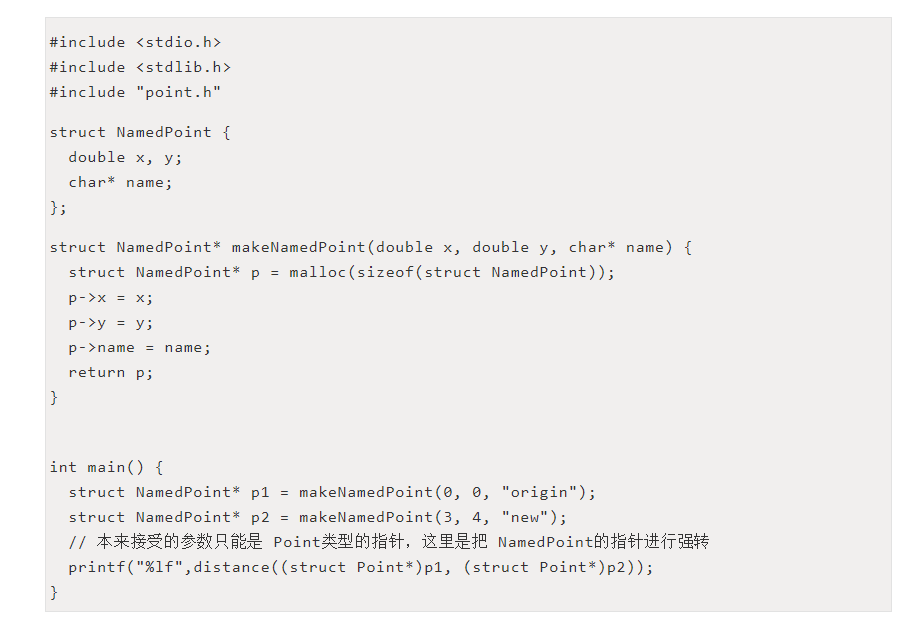 #include <stdio.h>
#include <stdlib.h>
#include "point.h"
struct NamedPoint {
  double x, y;
  char* name;
};
struct NamedPoint* makeNamedPoint(double x, double y, char* name) {
  struct NamedPoint* p = malloc(sizeof(struct NamedPoint));
  p->x = x;
  p->y = y;
  p->name = name;
  return p;
}
int main() {
  struct NamedPoint* p1 = makeNamedPoint(0, 0, "origin");
  struct NamedPoint* p2 = makeNamedPoint(3, 4, "new");
  // 本来接受的参数只能是 Point类型的指针，这里是把 NamedPoint的指针进行强转
  printf("%lf",distance((struct Point*)p1, (struct Point*)p2));
}